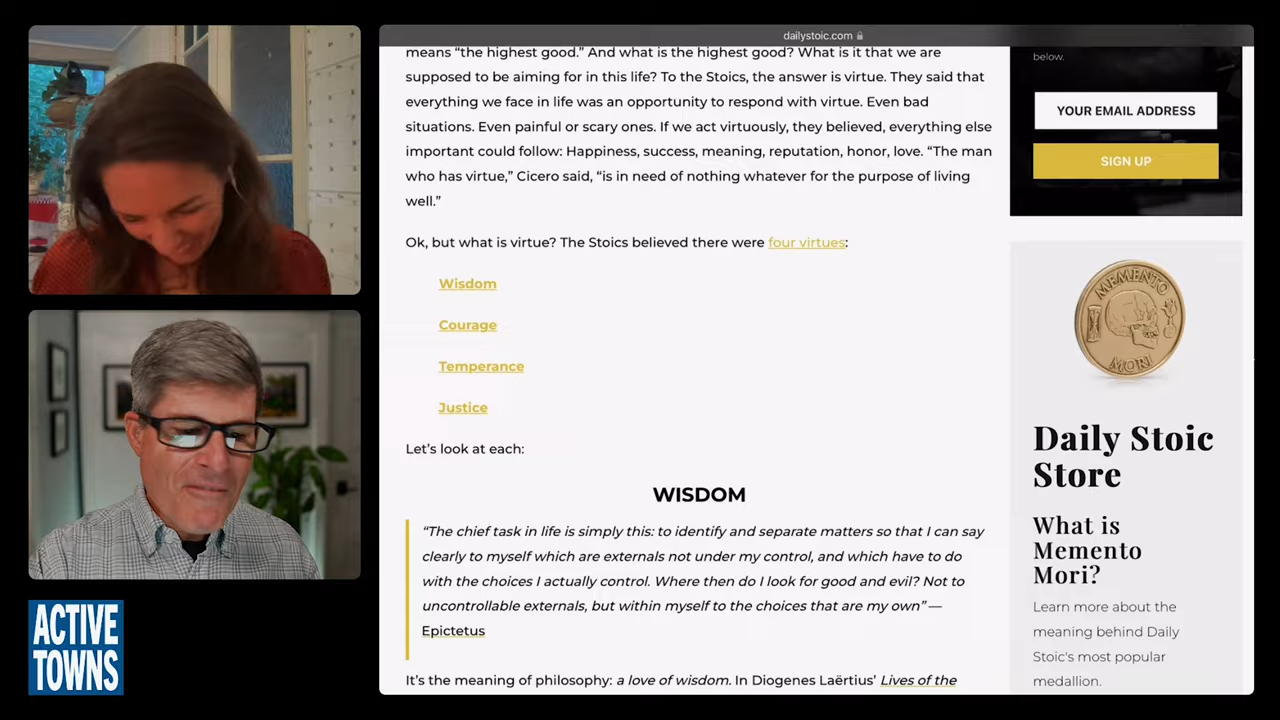 dailystoic.com
means “the highest good.” And what is the highest good? What is it that we are
supposed to be aiming for in this life? To the Stoics, the answer is virtue. They said that
everything we face in life was an opportunity to respond with virtue. Even bad
situations. Even painful or scary ones. If we act virtuously, they believed, everything else
important could follow: Happiness, success, meaning, reputation, honor, love. “The man
who has virtue,” Cicero said, “is in need of nothing whatever for the purpose of living
well.”
Ok, but what is virtue? The Stoics believed there were four virtues:
Wisdom
Courage
Temperance
Justice
Let’s look at each:
WISDOM
“The chief task in life is simply this: to identify and separate matters so that I can say
clearly to myself which are externals not under my control, and which have to do
with the choices I actually control. Where then do I look for good and evil? Not to
uncontrollable externals, but within myself to the choices that are my own” —
Epictetus
It’s the meaning of philosophy: a love of wisdom. In Diogenes Laërtius’ Lives of the
below.
YOUR EMAIL ADDRESS
SIGN UP
MEMENTO
MORI
Daily Stoic
Store
What is
Memento
Mori?
Learn more about the
meaning behind Daily
Stoic's most popular
medallion.
ACTIVE
TOWNS